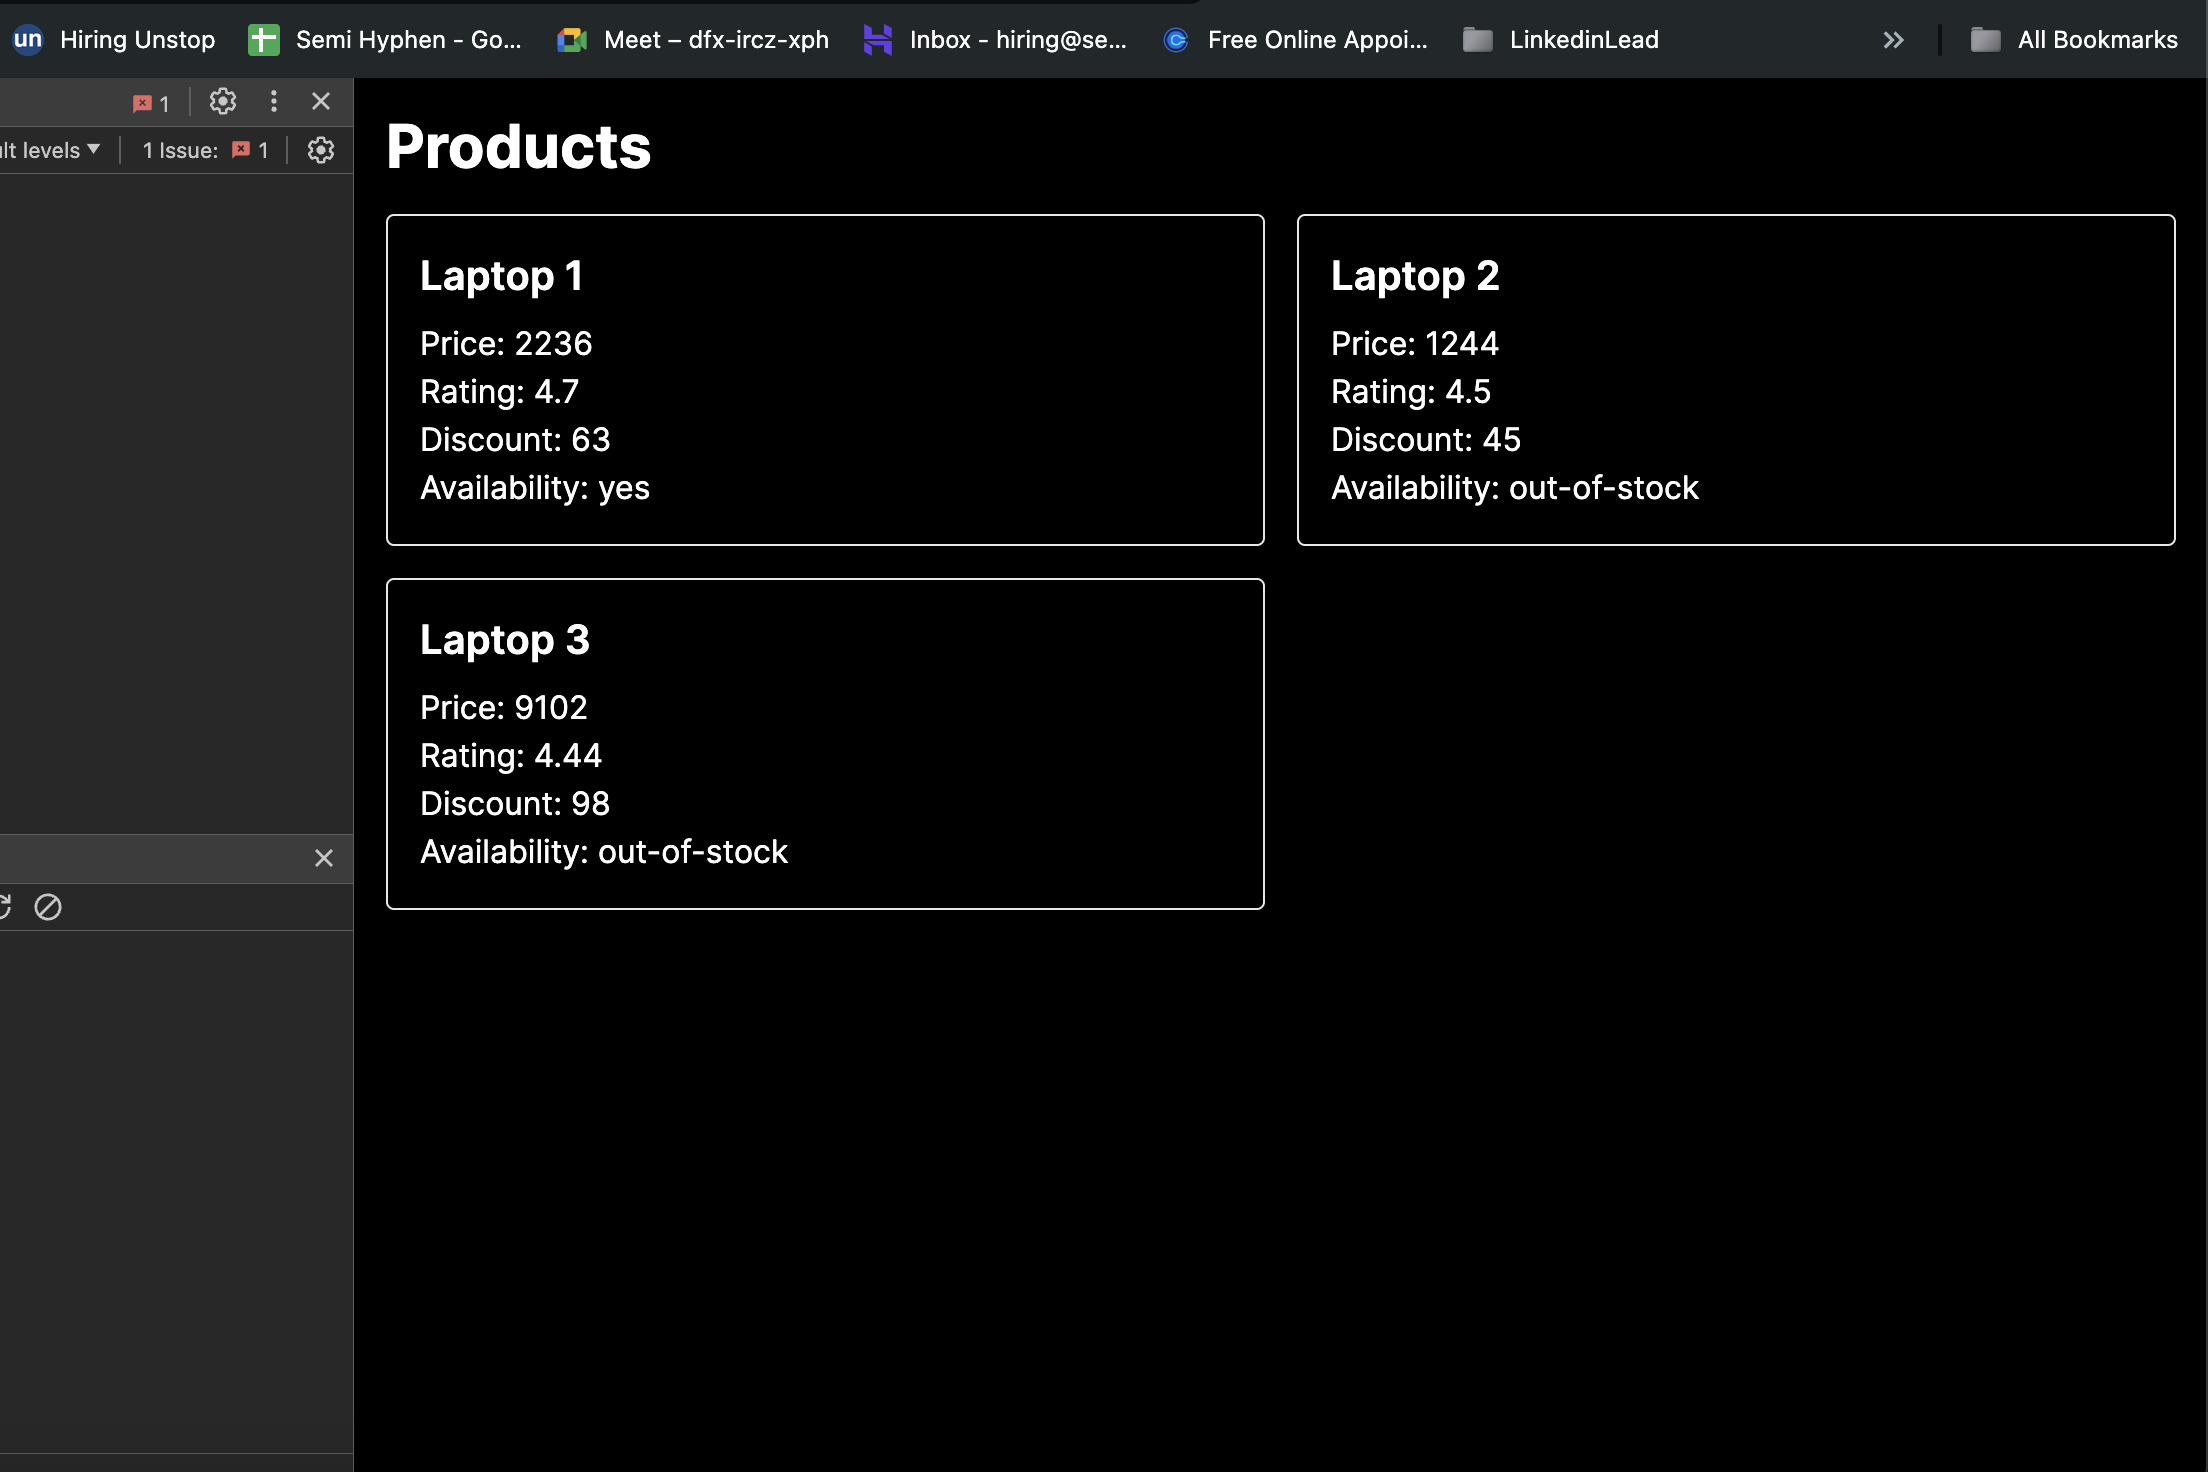 un Hiring Unstop Semi Hyphen - Go... Meet – dfx-ircz-xph Inbox - hiring@se... Free Online Appoi... LinkedinLead All Bookmarks
1
lt levels 1 Issue: 1
Products
Laptop 1
Price: 2236
Rating: 4.7
Discount: 63
Availability: yes
Laptop 2
Price: 1244
Rating: 4.5
Discount: 45
Availability: out-of-stock
Laptop 3
Price: 9102
Rating: 4.44
Discount: 98
Availability: out-of-stock